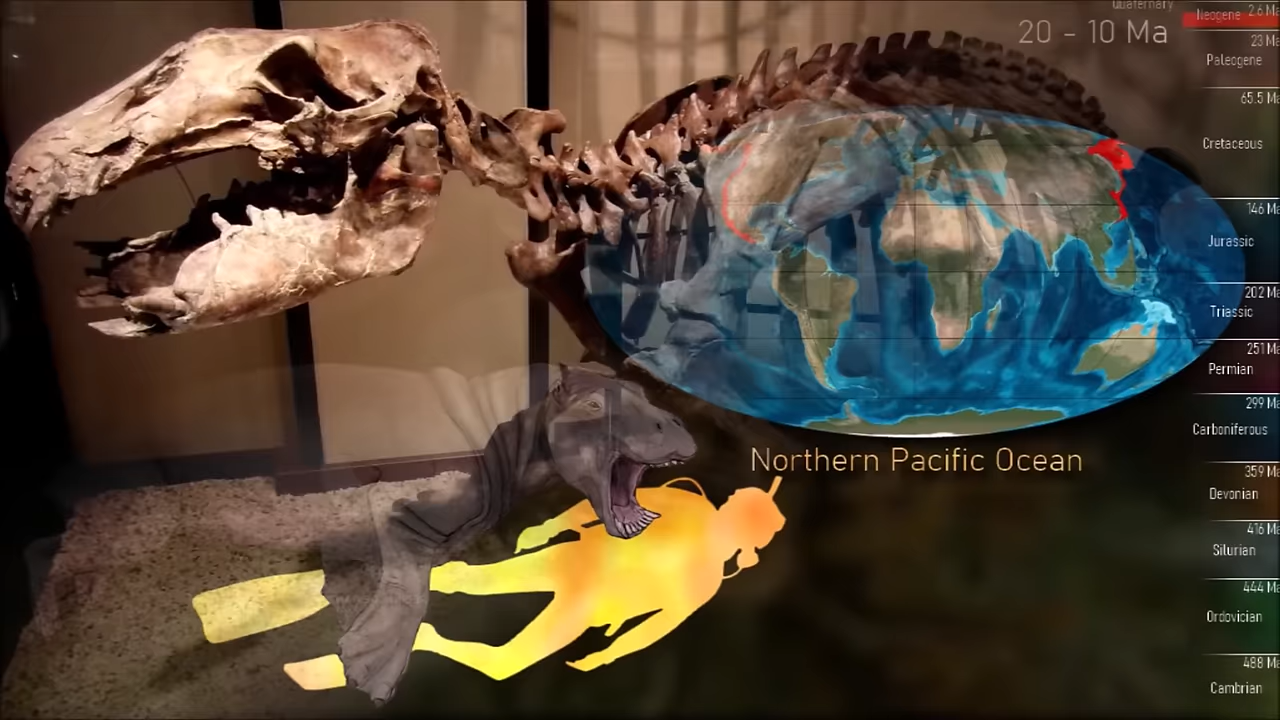 quaternary
20 - 10 Ma
Neogene 2.6 Ma
23 Ma
Paleogene
65.5 Ma
Cretaceous
146 Ma
Jurassic
202 Ma
Triassic
251 Ma
Permian
299 Ma
Carboniferous
359 Ma
Devonian
416 Ma
Silurian
444 Ma
Ordovician
488 Ma
Cambrian
Northern Pacific Ocean